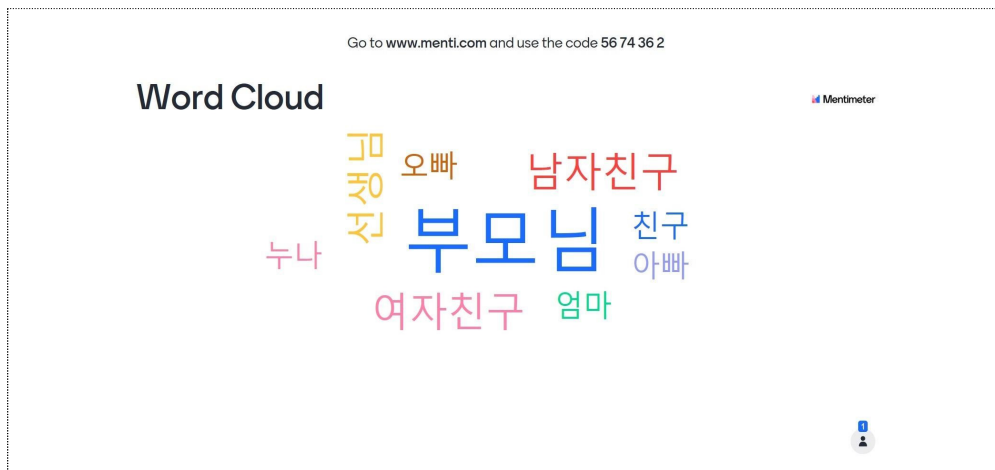 Go to www.menti.com and use the code 56 74 36 2
Word Cloud
Mentimeter
선생님
오빠
남자친구
부모님
친구
누나
아빠
여자친구
엄마
1